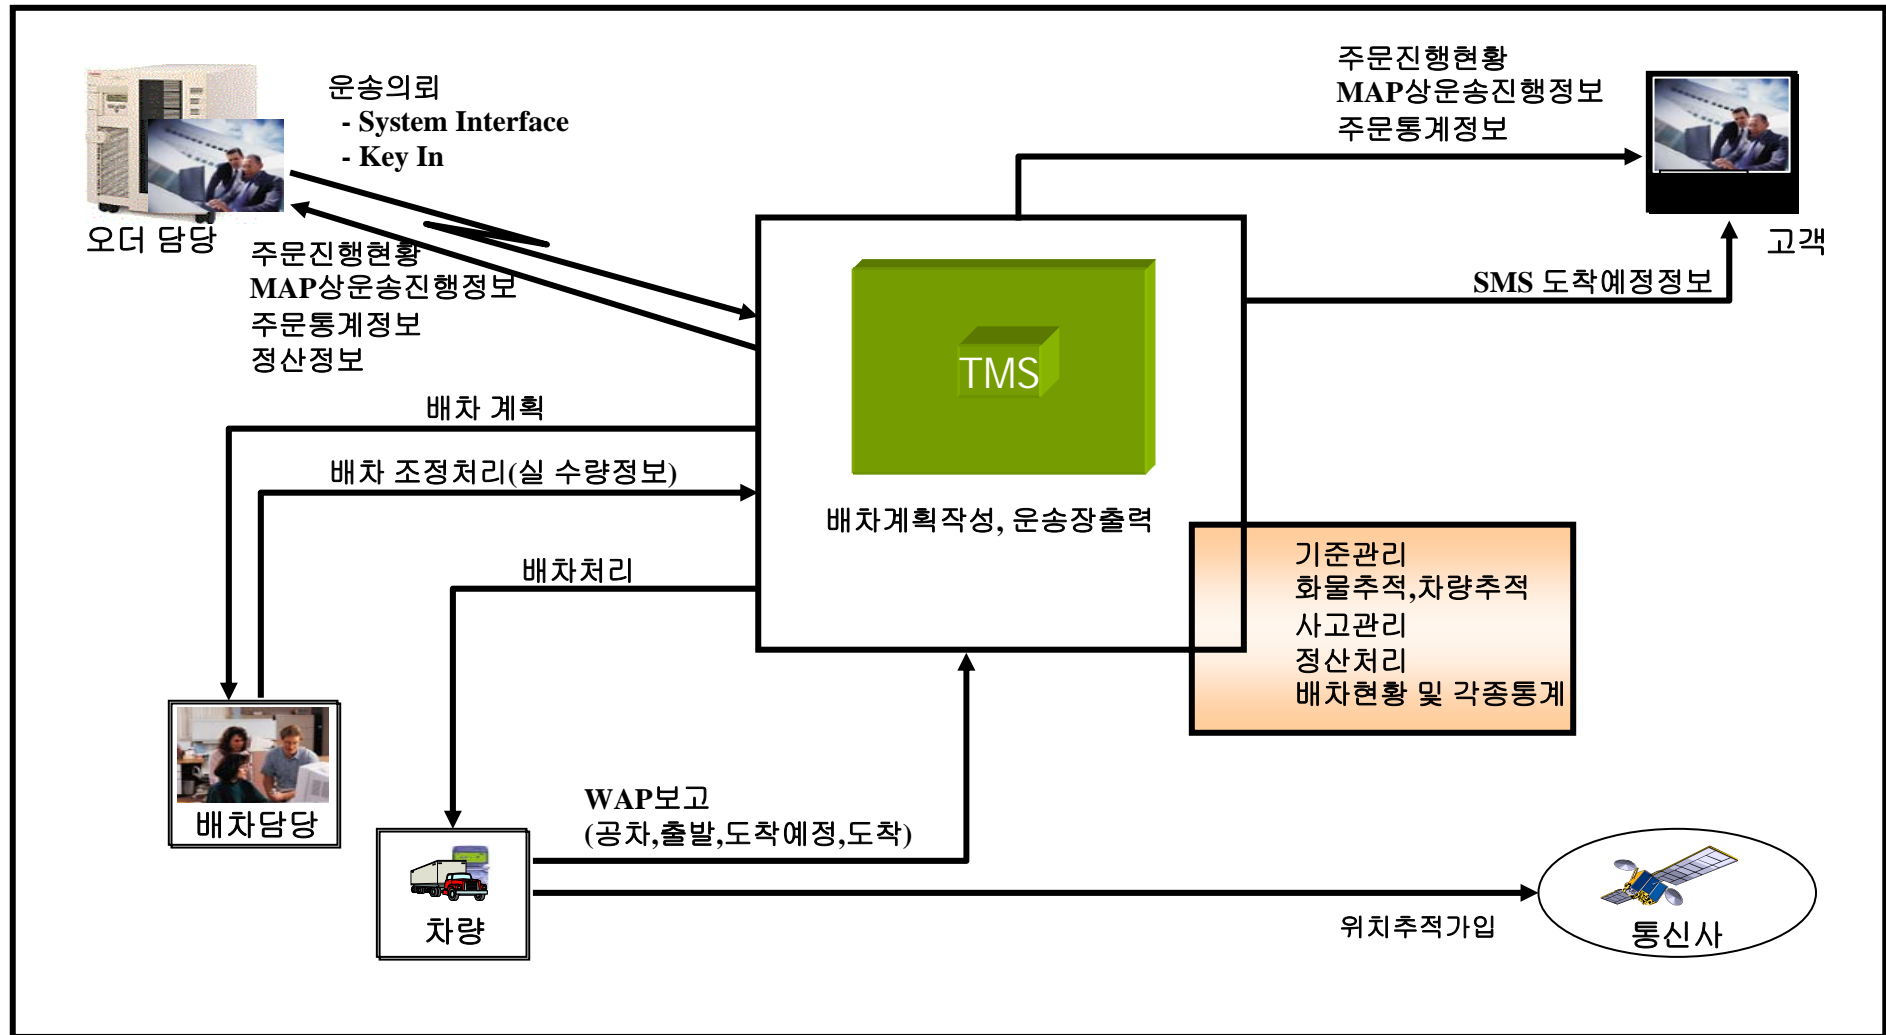 운송의뢰
- System Interface
- Key In
오더 담당
주문진행현황
MAP상운송진행정보
주문통계정보
정산정보
주문진행현황
MAP상운송진행정보
주문통계정보
고객
SMS 도착예정정보
TMS
배차계획작성, 운송장출력
배차 계획
배차 조정처리(실 수량정보)
배차처리
기준관리
화물추적,차량추적
사고관리
정산처리
배차현황 및 각종통계
배차담당
WAP보고
(공차,출발,도착예정,도착)
차량
위치추적가입
통신사